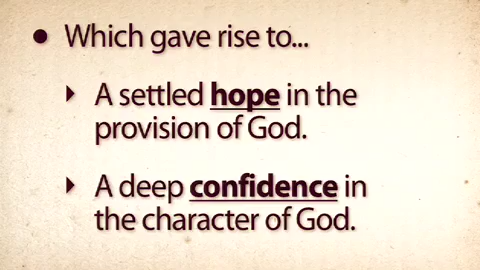 ● Which gave rise to...
‣ A settled hope in the
provision of God.
‣ A deep confidence in
the character of God.